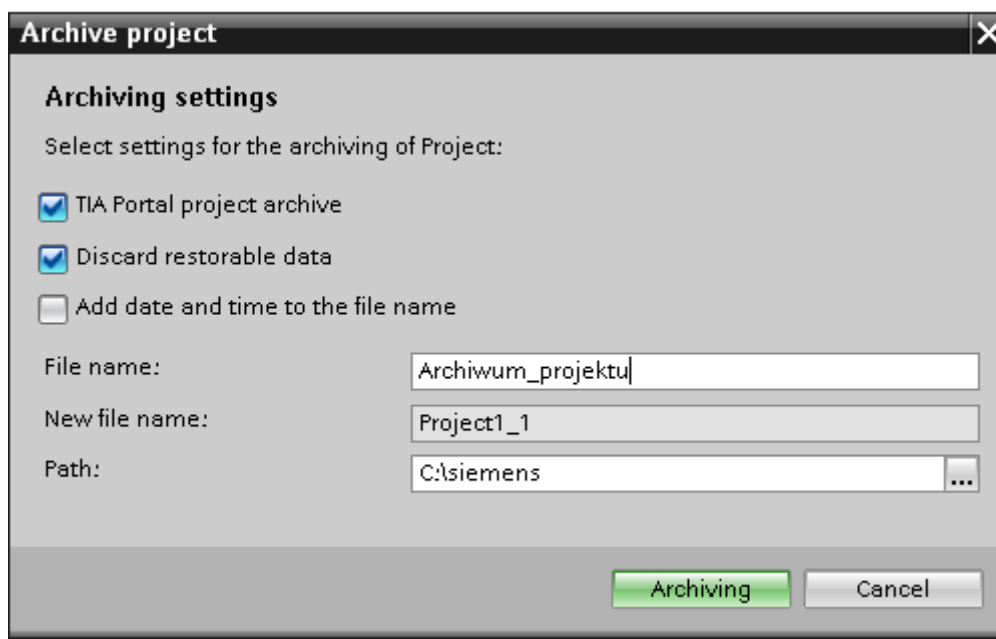 Archive project
Archiving settings
Select settings for the archiving of Project:
TIA Portal project archive
Discard restorable data
Add date and time to the file name
File name: Archiwum_projektu
New file name: Project1_1
Path: C:\siemens ...
Archiving Cancel